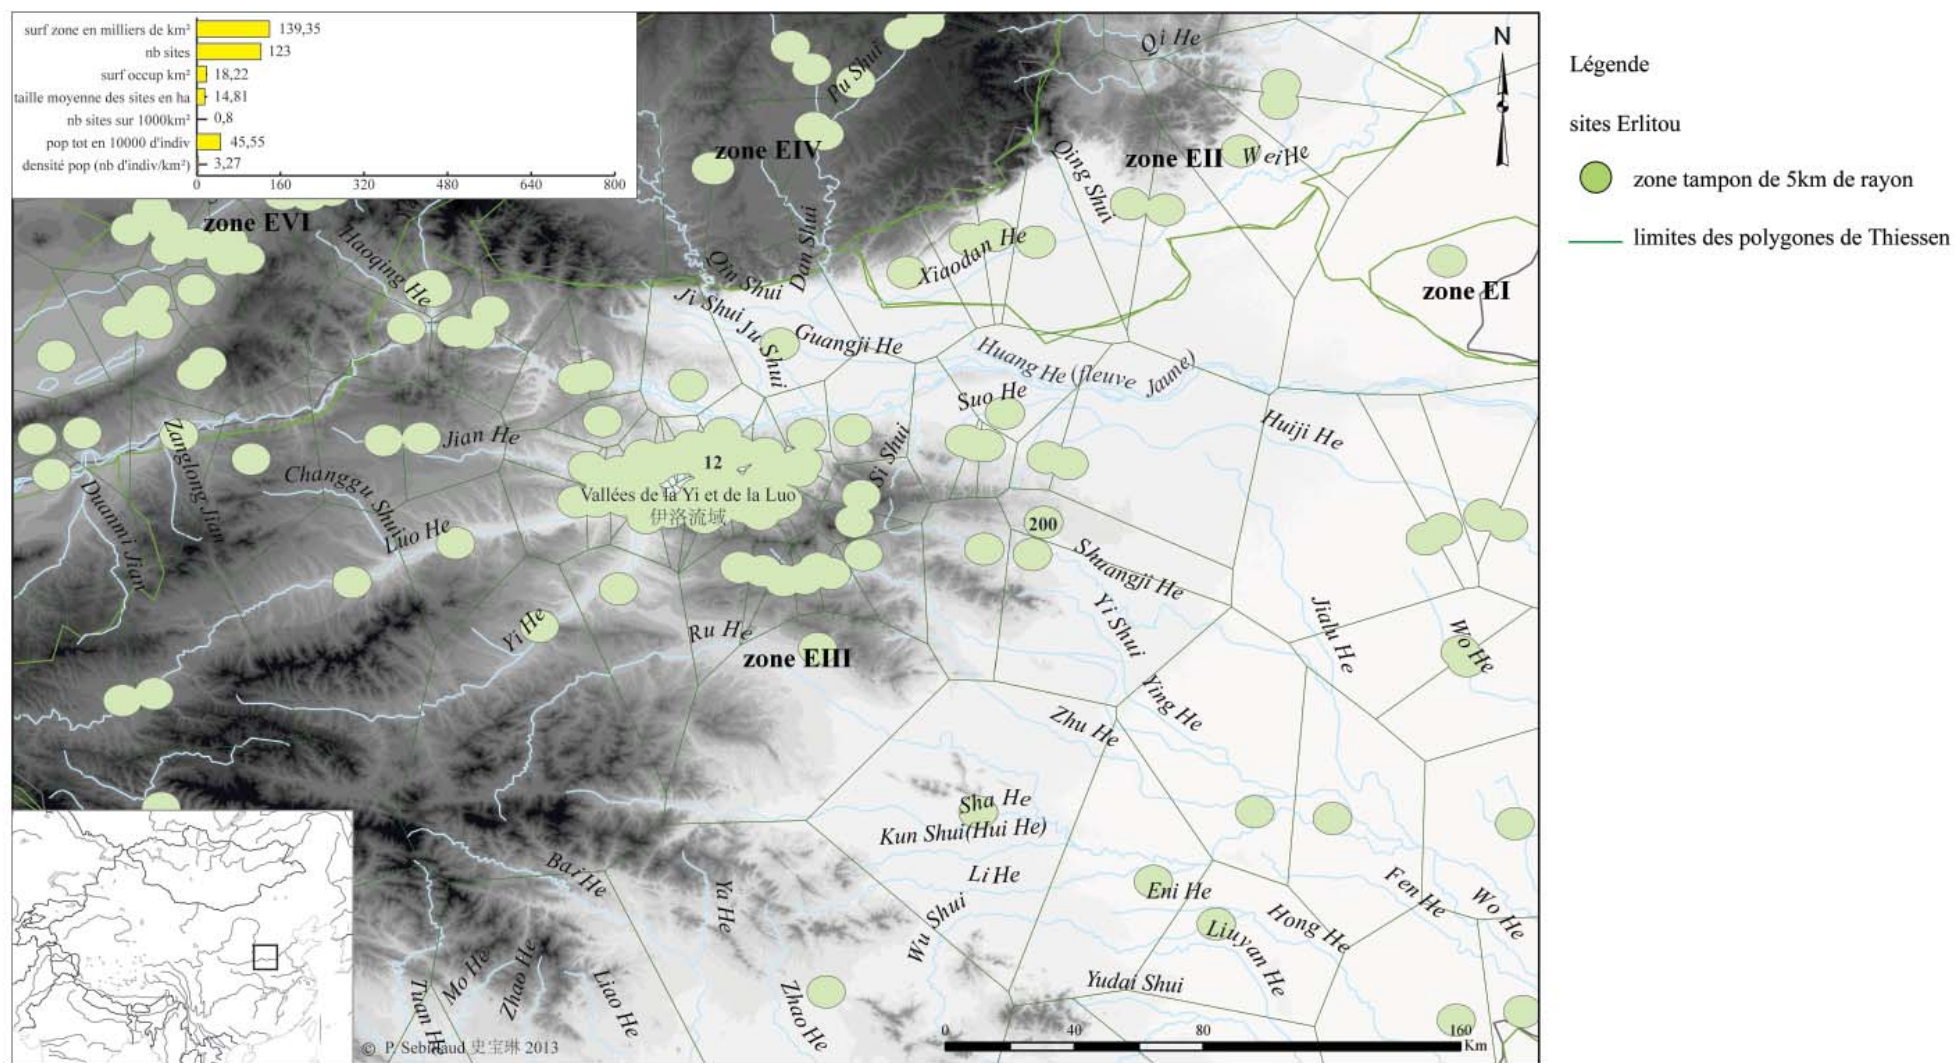 surf zone en milliers de km² 139,35
nb sites 123
surf occup km² 18,22
taille moyenne des sites en ha 14,81
nb sites sur 1000km² 0,8
pop tot en 10000 d'indiv 45,55
densité pop (nb d'indiv/km²) 3,27
0 160 320 480 640 800
N
Légende
sites Erlitou
zone tampon de 5km de rayon
limites des polygones de Thiessen
Qi He
Pu Shui
zone EIV
Qing Shui
zone EII
Wei He
zone EVI
Haoqing He
Dan Shui
Qin Shui
Xiaodan He
zone EI
Ji Shui
Ju Shui
Guangji He
Huang He (fleuve Jaune)
Suo He
Huiji He
Zanglong Jian
Jian He
Si Shui
12
Vallées de la Yi et de la Luo
伊洛流域
Changgu Shui
Duanmi Jian
Luo He
200
Shuangji He
Yi He
Ru He
zone EIII
Yi Shui
Jialu He
Wo He
Ying He
Zhu He
Sha He
Kun Shui(Hui He)
Li He
Bai He
Ya He
Wu Shui
Eni He
Liuyan He
Hong He
Fen He
Wo He
Tuan He
Mo He
Zhao He
Liao He
Zhao He
Yudai Shui
0 40 80 160
Km
© P. Sebillaud 史宝琳 2013